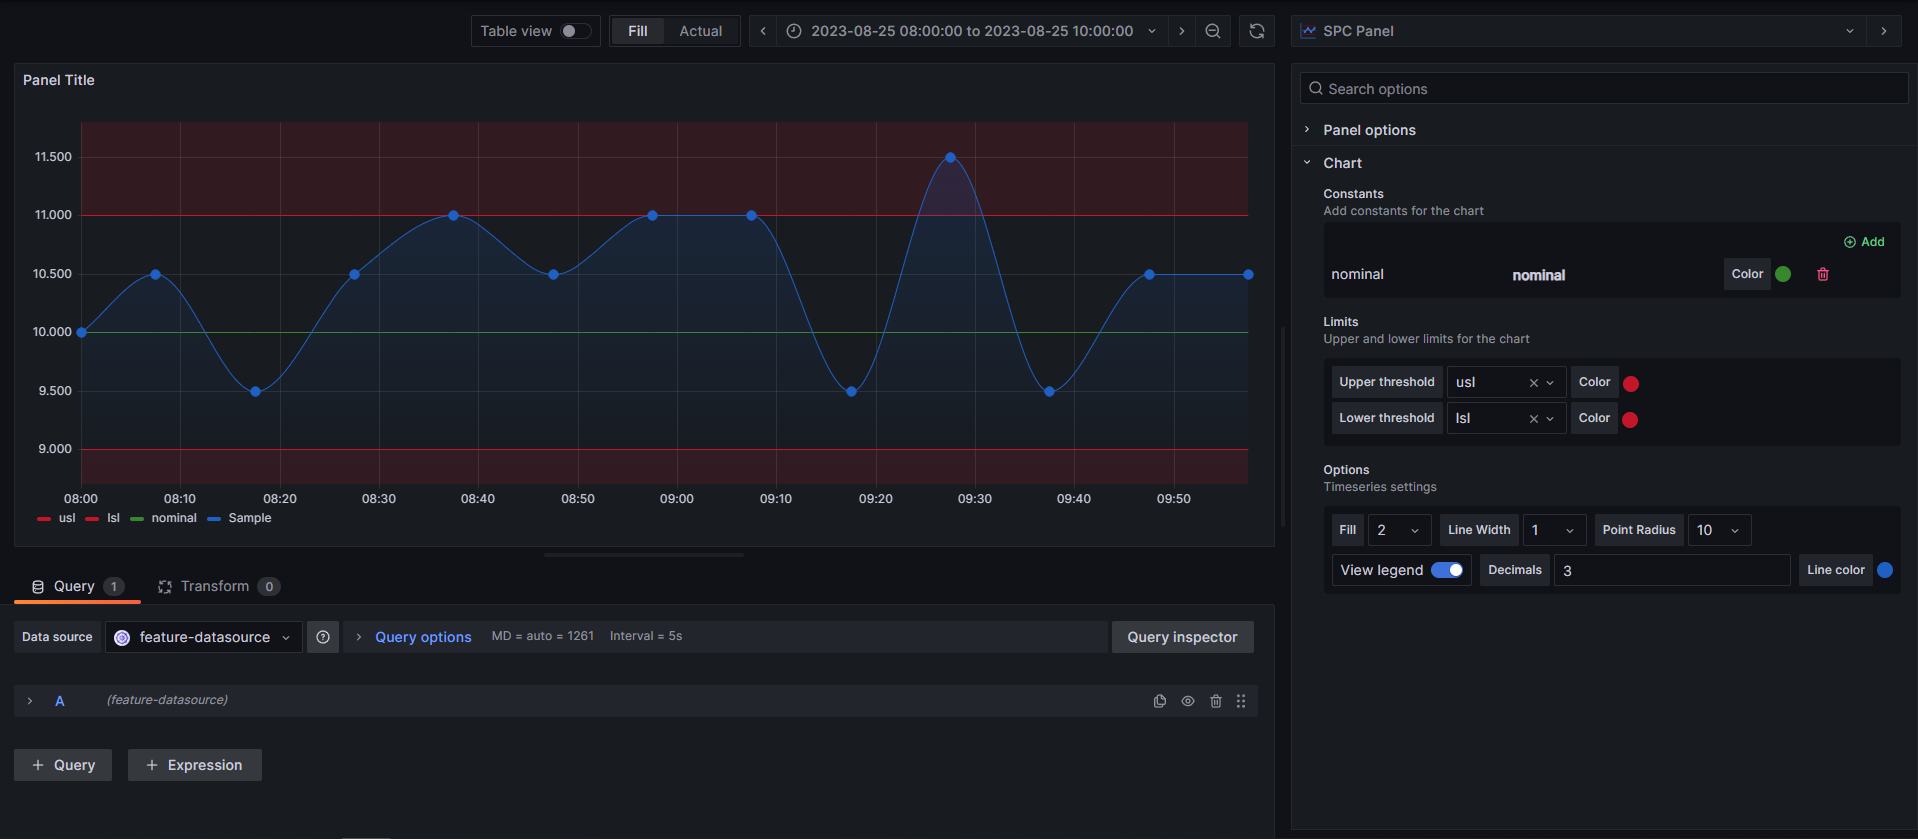 Table view
Fill Actual
2023-08-25 08:00:00 to 2023-08-25 10:00:00
SPC Panel
Panel Title
11.500
11.000
10.500
10.000
9.500
9.000
08:00 08:10 08:20 08:30 08:40 08:50 09:00 09:10 09:20 09:30 09:40 09:50
usl lsl nominal Sample
Query 1 Transform 0
Data source feature-datasource Query options MD = auto = 1261 Interval = 5s Query inspector
A (feature-datasource)
+ Query + Expression
Search options
Panel options
Chart
Constants
Add constants for the chart
Add
nominal nominal Color
Limits
Upper and lower limits for the chart
Upper threshold usl Color
Lower threshold lsl Color
Options
Timeseries settings
Fill 2 Line Width 1 Point Radius 10
View legend Decimals 3 Line color